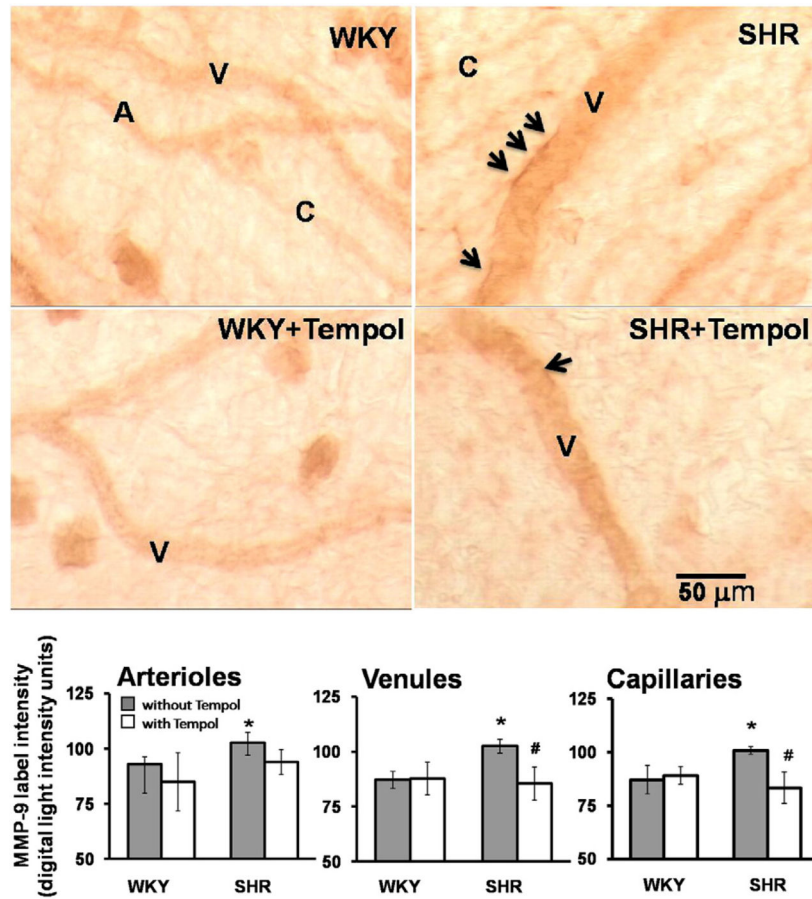 WKY
V
A
C
SHR
C
V
WKY+Tempol
V
SHR+Tempol
V
50 μm
MMP-9 label intensity
(digital light intensity units)
Arterioles
without Tempol
with Tempol
125
100
75
50
*
WKY
SHR
Venules
125
100
75
50
*
#
WKY
SHR
Capillaries
125
100
75
50
*
#
WKY
SHR